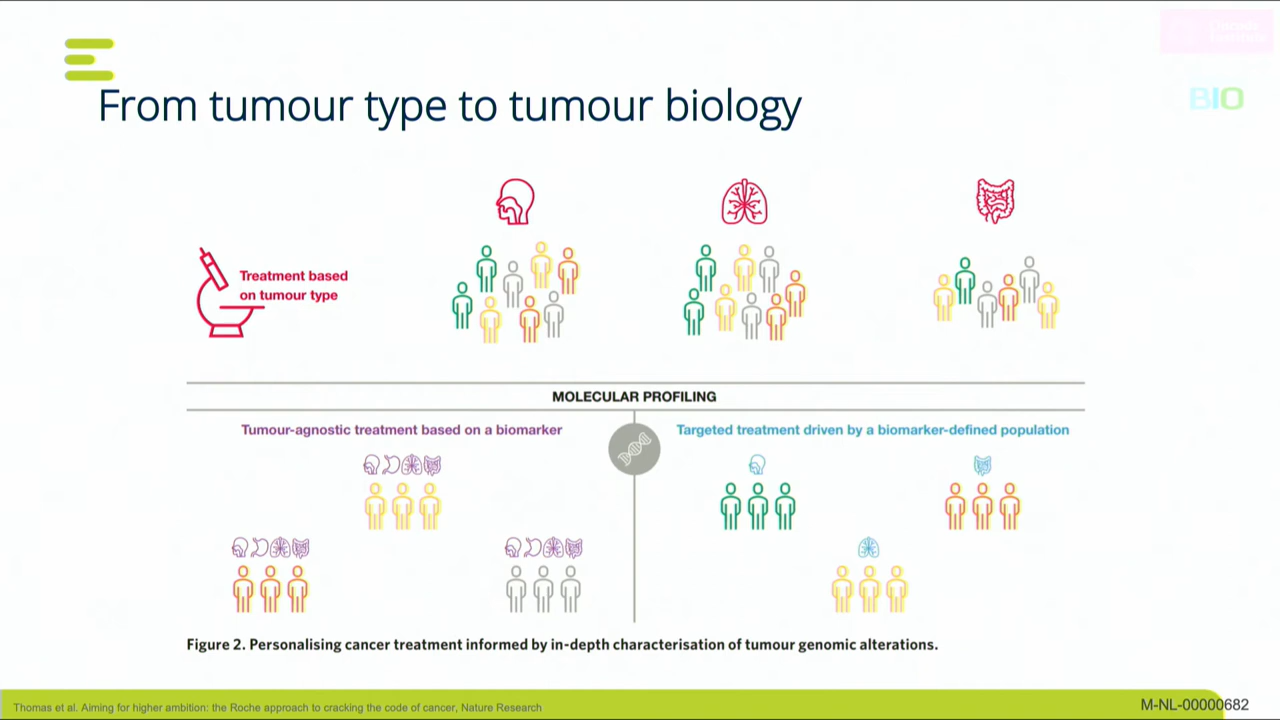 BIO
From tumour type to tumour biology
Treatment based
on tumour type
MOLECULAR PROFILING
Tumour-agnostic treatment based on a biomarker
Targeted treatment driven by a biomarker-defined population
Figure 2. Personalising cancer treatment informed by in-depth characterisation of tumour genomic alterations.
Thomas et al. Aiming for higher ambition: the Roche approach to cracking the code of cancer, Nature Research
M-NL-00000682